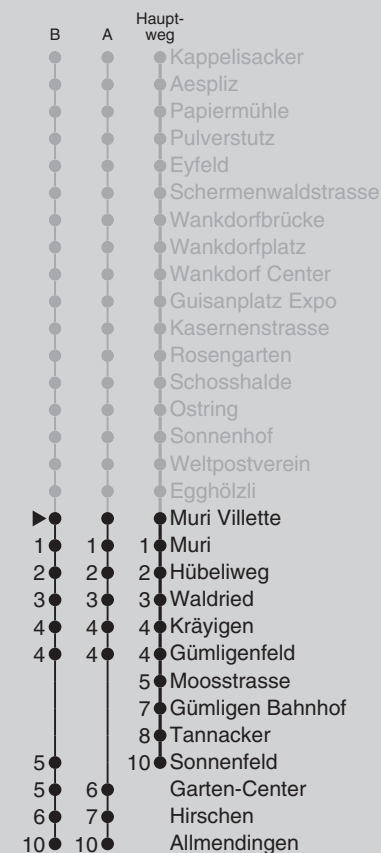 Haupt-
B A weg
Kappelisacker
Aespliz
Papiermühle
Pulverstutz
Eyfeld
Schermenwaldstrasse
Wankdorfbrücke
Wankdorfplatz
Wankdorf Center
Guisanplatz Expo
Kasernenstrasse
Rosengarten
Schosshalde
Ostring
Sonnenhof
Weltpostverein
Egghölzli
Muri Villette
1 1 1 Muri
2 2 2 Hübeliweg
3 3 3 Waldried
4 4 4 Kräyigen
4 4 4 Gümligenfeld
5 Moosstrasse
7 Gümligen Bahnhof
8 Tannacker
5 10 Sonnenfeld
5 6 Garten-Center
6 7 Hirschen
10 10 Allmendingen